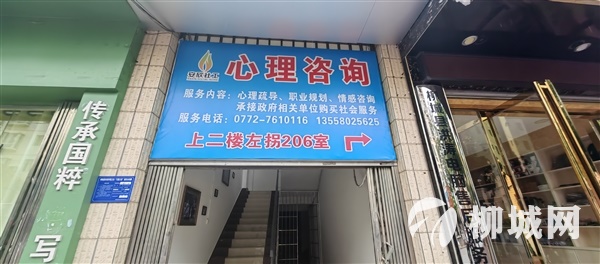 安欣社工
心理咨询
服务内容:心理疏导、职业规划、情感咨询
承接政府相关单位购买社会服务
服务电话:0772-7610116 13558025625
上二楼左拐206室
传承国粹
写
柳城网